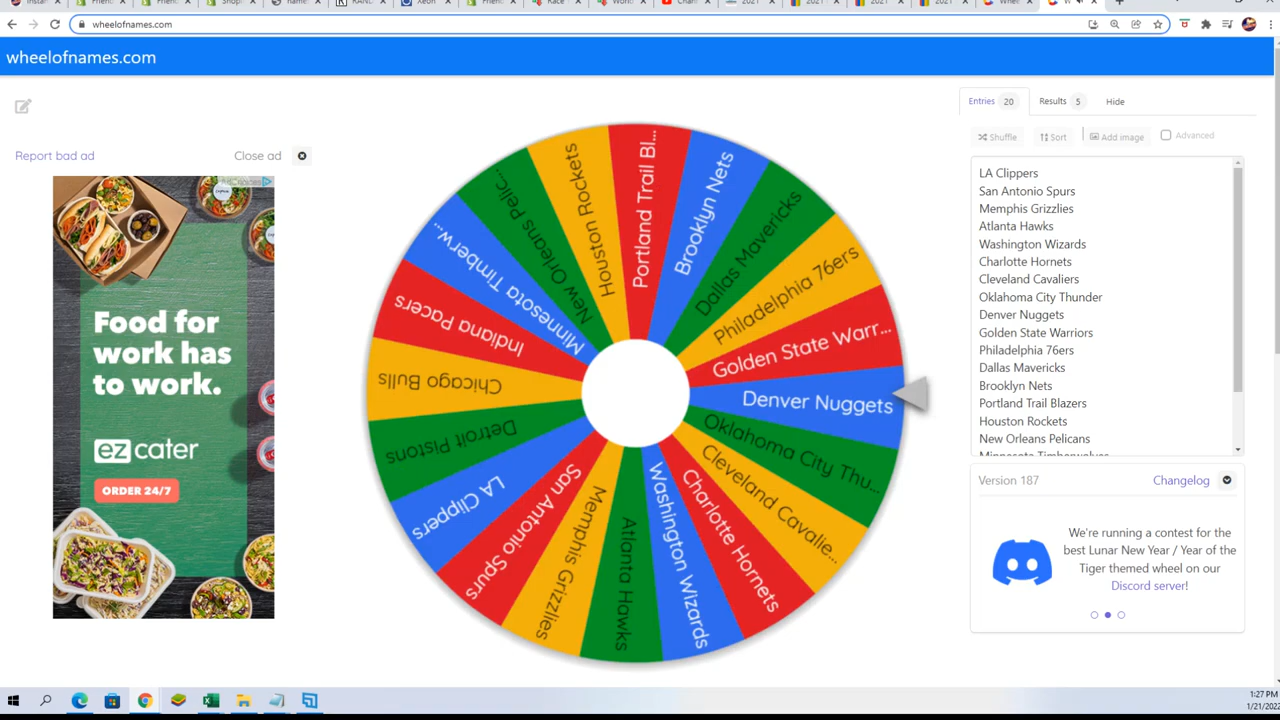 wheelofnames.com
wheelofnames.com
Report bad ad
Close ad
Food for
work has
to work.
ez cater
ORDER 24/7
Portland Trail Bl...
Brooklyn Nets
Dallas Mavericks
Philadelphia 76ers
Golden State Warr...
Denver Nuggets
Oklahoma City Thu...
Cleveland Cavalie...
Charlotte Hornets
Washington Wizards
Atlanta Hawks
Memphis Grizzlies
San Antonio Spurs
LA Clippers
Detroit Pistons
Chicago Bulls
Indiana Pacers
Minnesota Timberw...
New Orleans Pelic...
Houston Rockets
Entries 20 Results 5 Hide
Shuffle Sort Add image Advanced
LA Clippers
San Antonio Spurs
Memphis Grizzlies
Atlanta Hawks
Washington Wizards
Charlotte Hornets
Cleveland Cavaliers
Oklahoma City Thunder
Denver Nuggets
Golden State Warriors
Philadelphia 76ers
Dallas Mavericks
Brooklyn Nets
Portland Trail Blazers
Houston Rockets
New Orleans Pelicans
Minnesota Timberwolves
Version 187 Changelog
We're running a contest for the
best Lunar New Year / Year of the
Tiger themed wheel on our
Discord server!
1:27 PM
1/21/2022